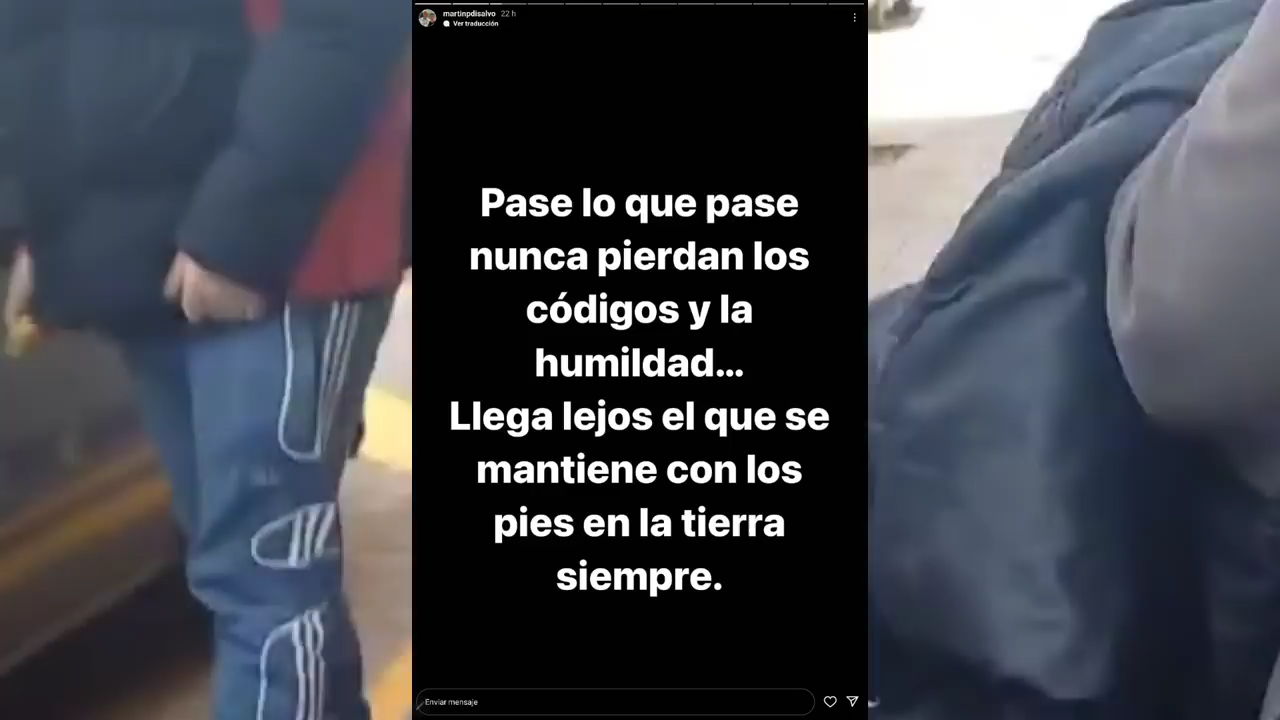 martinpdisalvo 22 h
Ver traducción
Pase lo que pase
nunca pierdan los
códigos y la
humildad...
Llega lejos el que se
mantiene con los
pies en la tierra
siempre.
Enviar mensaje